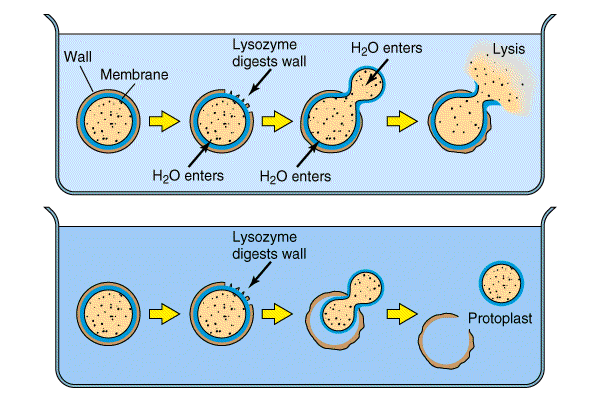 Wall
Membrane
Lysozyme
digests wall
H₂O enters
H₂O enters
H₂O enters
Lysis
Lysozyme
digests wall
Protoplast